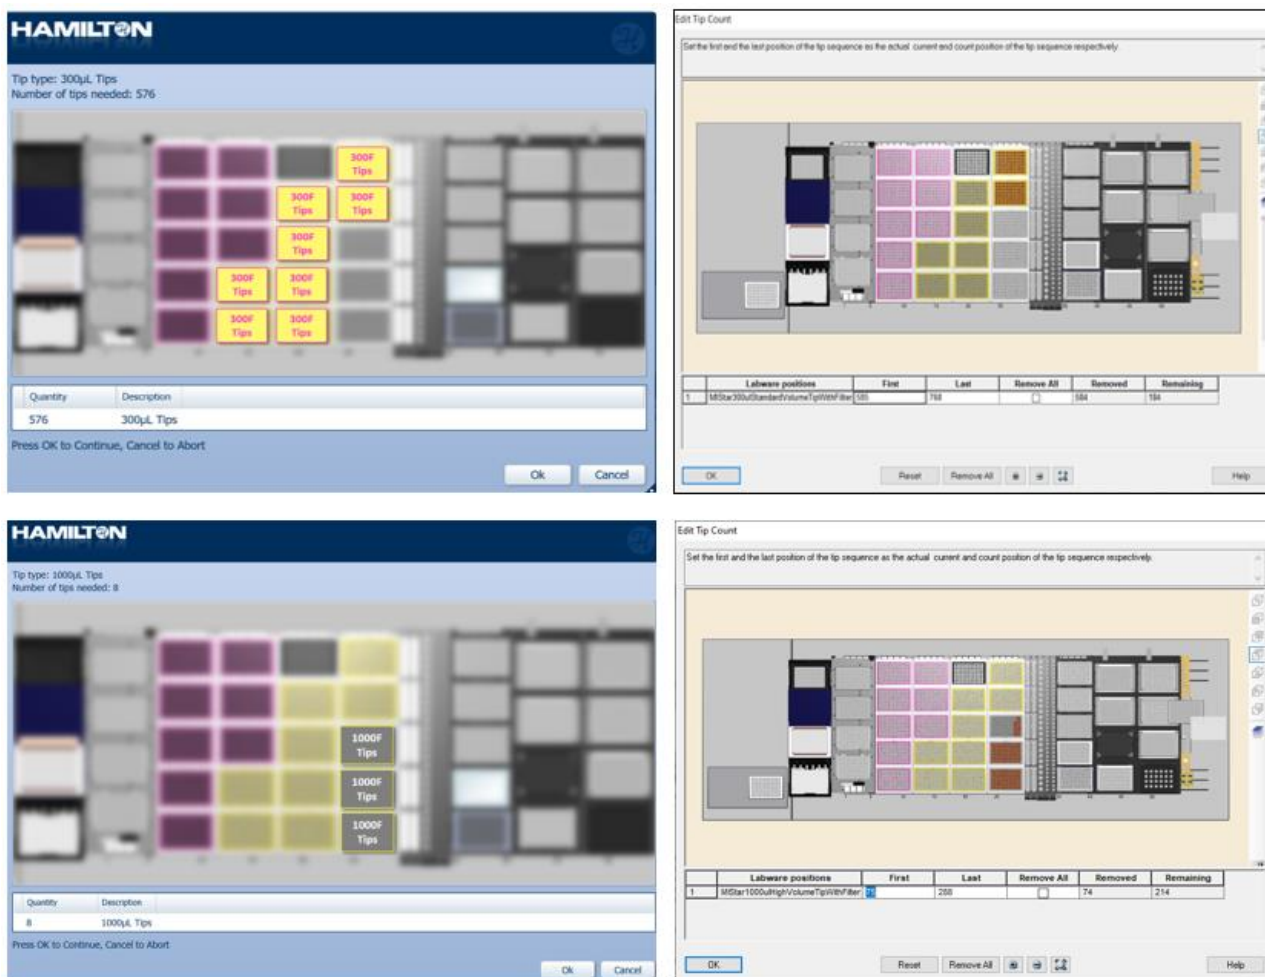 HAMILTON
Tip type: 300µL Tips
Number of tips needed: 576
300F
Tips
300F
Tips
300F
Tips
300F
Tips
300F
Tips
300F
Tips
300F
Tips
300F
Tips
Quantity Description
576 300µL Tips
Press OK to Continue, Cancel to Abort
Ok Cancel
Edit Tip Count
Set the first and the last position of the tip sequence as the actual current end count position of the tip sequence respectively.
Labware positions First Last Remove All Removed Remaining
1 MlStar300ulStandardVolumeTipWithFilter 585 768 584 184
OK Reset Remove All Help
HAMILTON
Tip type: 1000µL Tips
Number of tips needed: 8
1000F
Tips
1000F
Tips
1000F
Tips
Quantity Description
8 1000µL Tips
Press OK to Continue, Cancel to Abort
Ok Cancel
Edit Tip Count
Set the first and the last position of the tip sequence as the actual current and count position of the tip sequence respectively.
Labware positions First Last Remove All Removed Remaining
1 MlStar1000ulHighVolumeTipWithFilter 75 288 74 214
OK Reset Remove All Help